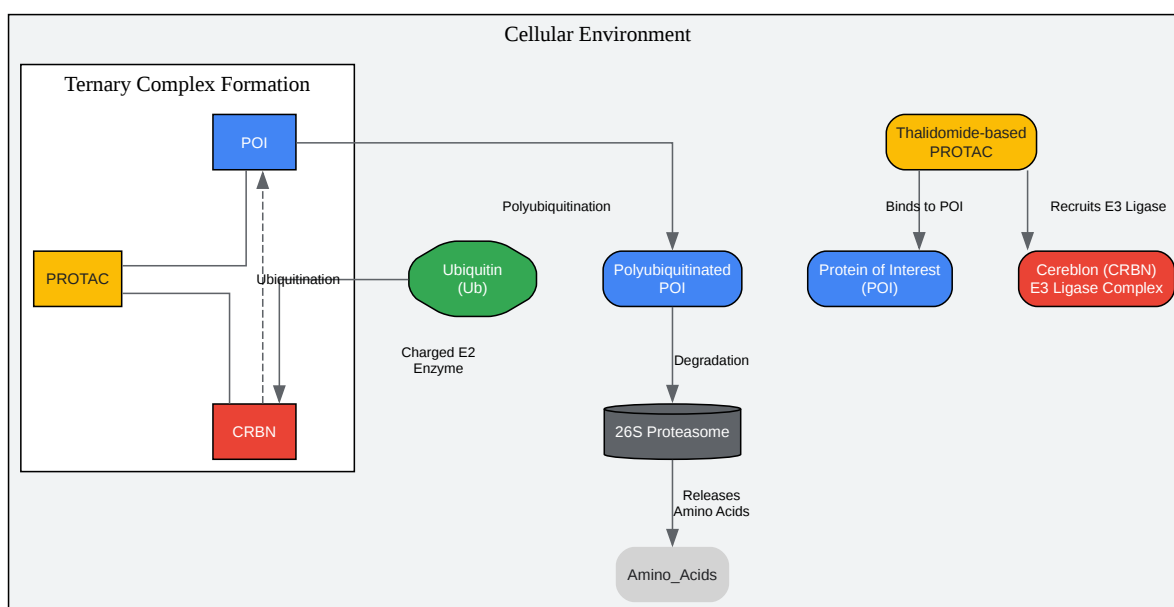 Cellular Environment
Ternary Complex Formation
POI
PROTAC
CRBN
Ubiquitination
Ubiquitin
(Ub)
Charged E2
Enzyme
Polyubiquitination
Polyubiquitinated
POI
Degradation
26S Proteasome
Releases
Amino Acids
Amino_Acids
Thalidomide-based
PROTAC
Binds to POI
Recruits E3 Ligase
Protein of Interest
(POI)
Cereblon (CRBN)
E3 Ligase Complex